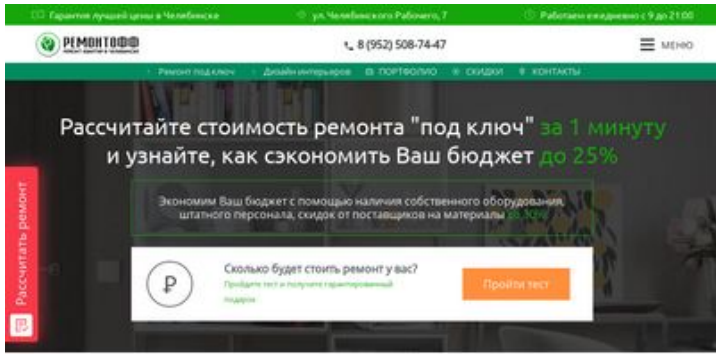 Гарантия лучшей цены в Челябинске
ул. Челябинского Рабочего, 7
Работаем ежедневно с 9 до 21:00
РЕМОНТОФФ
РЕМОНТ КВАРТИР В ЧЕЛЯБИНСКЕ
8 (952) 508-74-47
МЕНЮ
Ремонт под ключ
Дизайн интерьеров
ПОРТФОЛИО
СКИДКИ
КОНТАКТЫ
Рассчитайте стоимость ремонта "под ключ" за 1 минуту
и узнайте, как сэкономить Ваш бюджет до 25%
Экономим Ваш бюджет с помощью наличия собственного оборудования,
штатного персонала, скидок от поставщиков на материалы
Рассчитать ремонт
Сколько будет стоить ремонт у вас?
Пройдите тест и получите гарантированный
подарок
Пройти тест